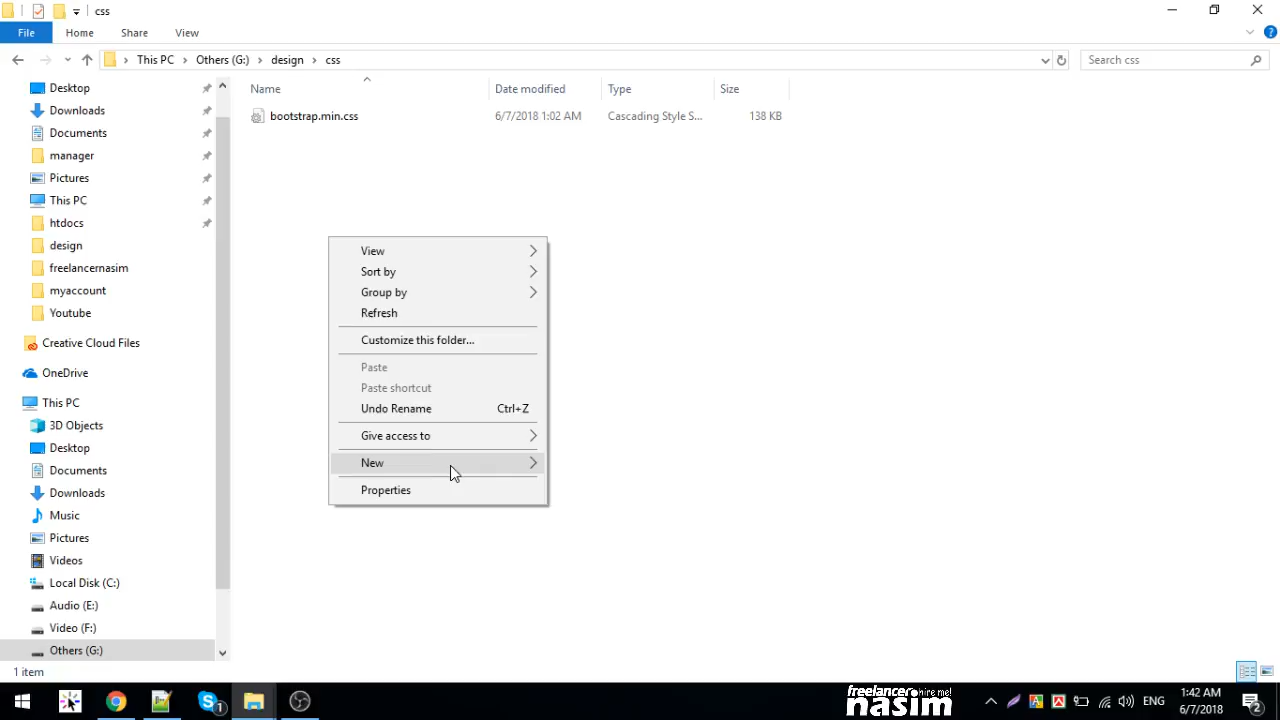 css
File Home Share View
This PC Others (G:) design css Search css
Name Date modified Type Size
bootstrap.min.css 6/7/2018 1:02 AM Cascading Style S... 138 KB
Desktop
Downloads
Documents
manager
Pictures
This PC
htdocs
design
freelancernasim
myaccount
Youtube
Creative Cloud Files
OneDrive
This PC
3D Objects
Desktop
Documents
Downloads
Music
Pictures
Videos
Local Disk (C:)
Audio (E:)
Video (F:)
Others (G:)
View
Sort by
Group by
Refresh
Customize this folder...
Paste
Paste shortcut
Undo Rename Ctrl+Z
Give access to
New
Properties
1 item
freelancer hire me!
nasim
ENG
1:42 AM
6/7/2018
1
2